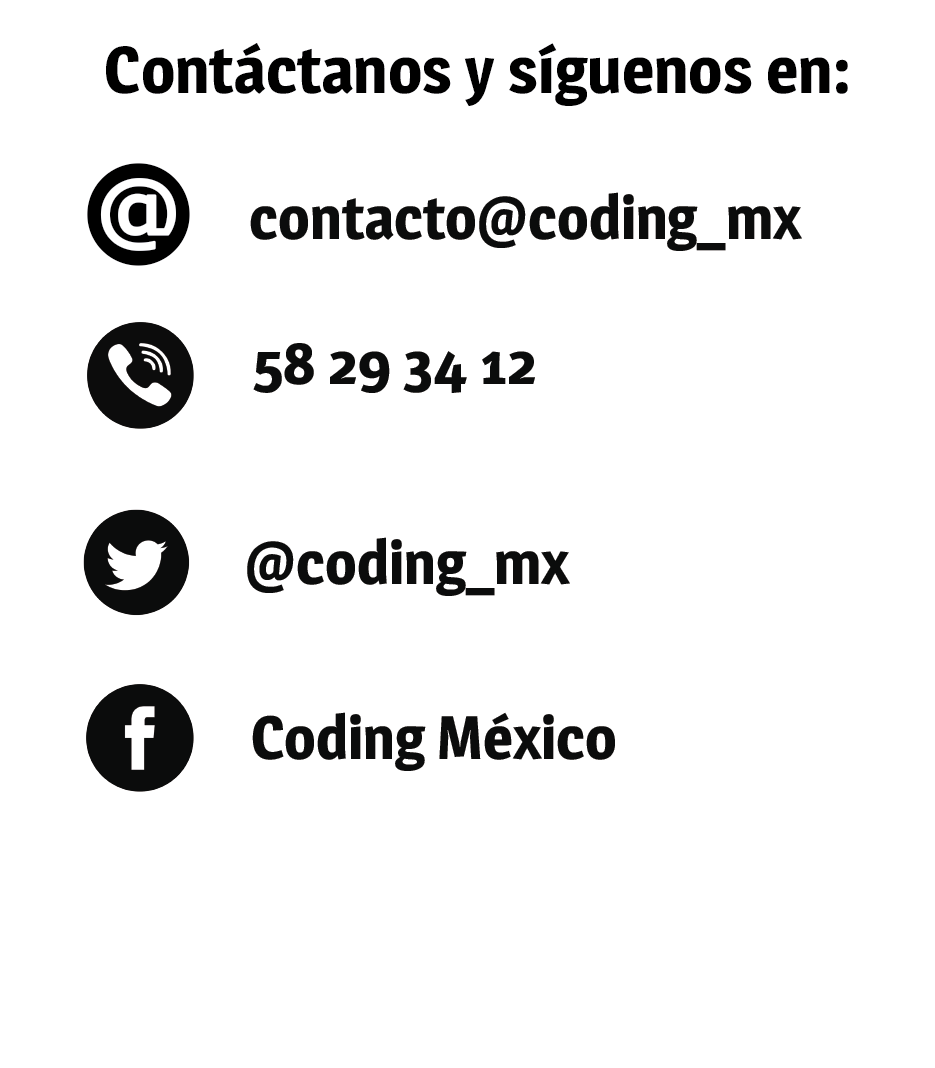 Contáctanos y síguenos en:
contacto@coding_mx
58 29 34 12
@coding_mx
Coding México